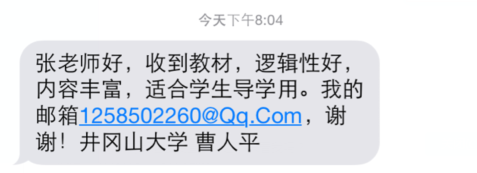 今天下午8:04
张老师好，收到教材，逻辑性好，
内容丰富，适合学生导学用。我的
邮箱1258502260@Qq.Com，谢
谢！井冈山大学 曹人平